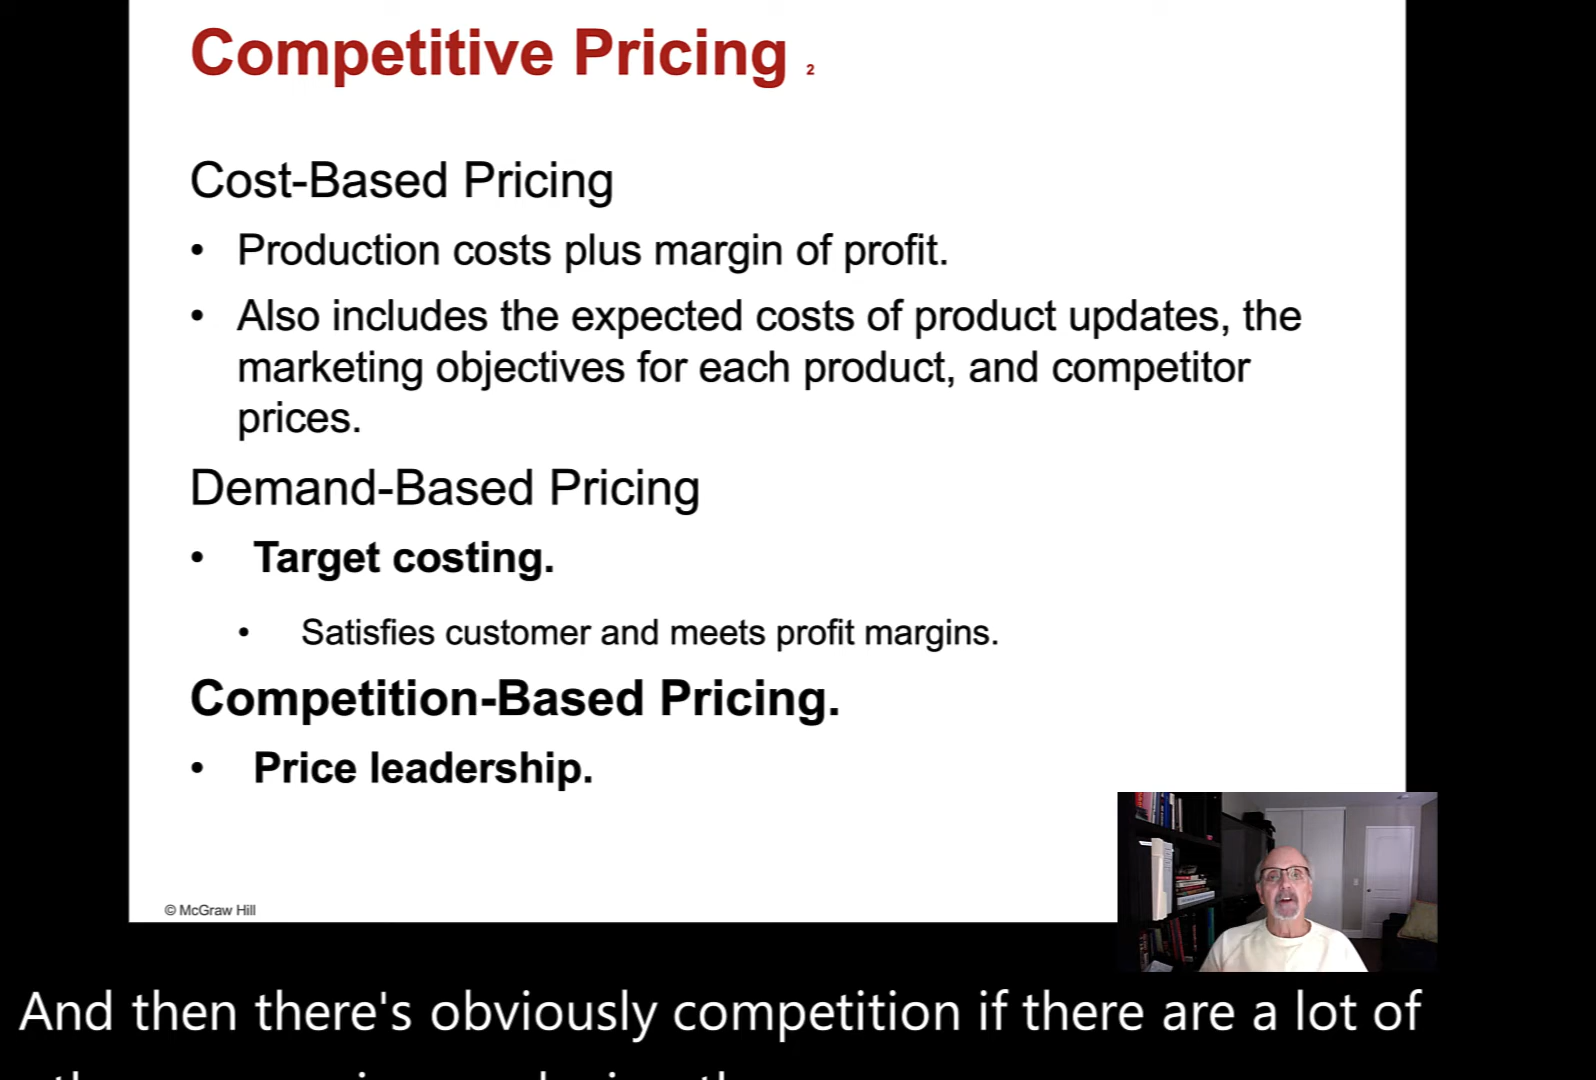 Competitive Pricing 2
Cost-Based Pricing
• Production costs plus margin of profit.
• Also includes the expected costs of product updates, the
marketing objectives for each product, and competitor
prices.
Demand-Based Pricing
• Target costing.
• Satisfies customer and meets profit margins.
Competition-Based Pricing.
• Price leadership.
© McGraw Hill
And then there's obviously competition if there are a lot of